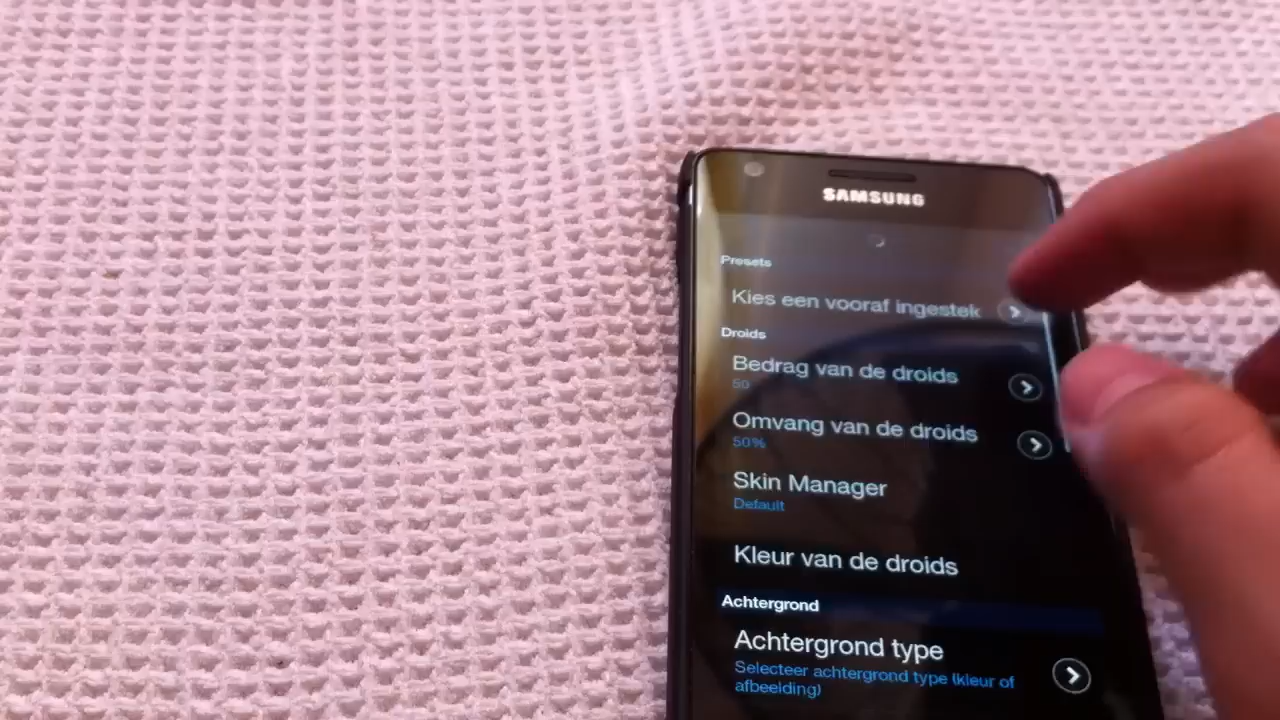 SAMSUNG
Presets
Kies een vooraf ingestek
Droids
Bedrag van de droids
50
Omvang van de droids
50%
Skin Manager
Default
Kleur van de droids
Achtergrond
Achtergrond type
Selecteer achtergrond type (kleur of
afbeelding)